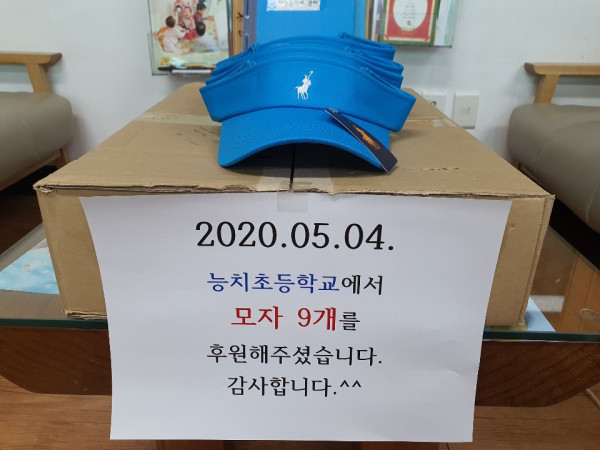 2020.05.04.
능치초등학교에서
모자 9개를
후원해주셨습니다.
감사합니다.^^